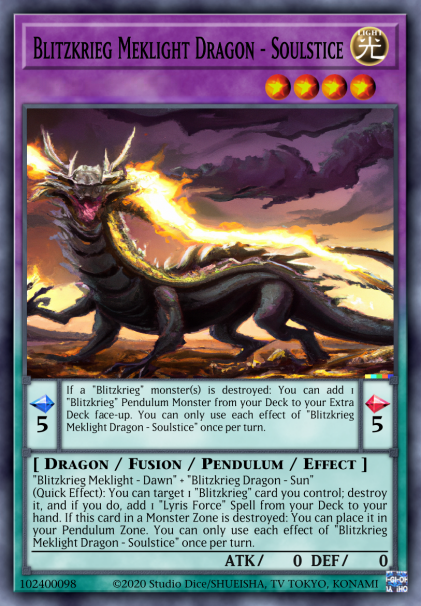 BLITZKRIEG MEKLIGHT DRAGON - SOULSTICE
LIGHT
光
If a "Blitzkrieg" monster(s) is destroyed: You can add 1
"Blitzkrieg" Pendulum Monster from your Deck to your Extra
Deck face-up. You can only use each effect of "Blitzkrieg
Meklight Dragon - Soulstice" once per turn.
5
5
[ DRAGON / FUSION / PENDULUM / EFFECT ]
"Blitzkrieg Meklight - Dawn" + "Blitzkrieg Dragon - Sun"
(Quick Effect): You can target 1 "Blitzkrieg" card you control; destroy
it, and if you do, add 1 "Lyris Force" Spell from your Deck to your
hand. If this card in a Monster Zone is destroyed: You can place it in
your Pendulum Zone. You can only use each effect of "Blitzkrieg
Meklight Dragon - Soulstice" once per turn.
ATK/ 0 DEF/ 0
102400098 ©2020 Studio Dice/SHUEISHA, TV TOKYO, KONAMI